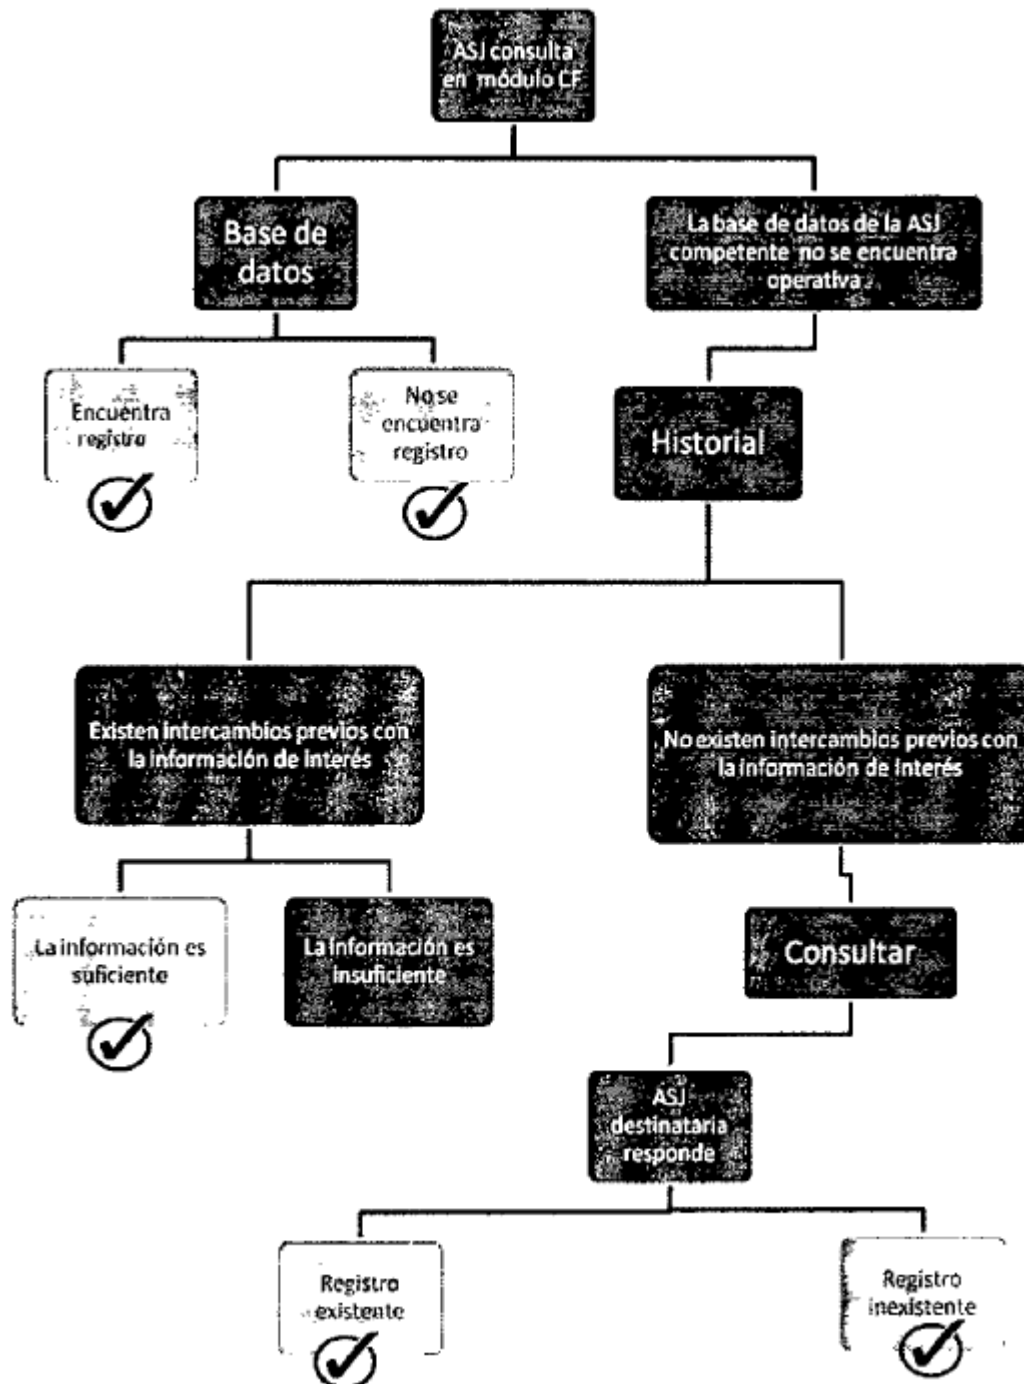 ASJ consulta
en módulo CF
Base de
datos
La base de datos de la ASJ
competente no se encuentra
operativa.
Encuentra
registro
No se
encuentra
registro
Historial
Existen intercambios previos con
la información de interés
No existen intercambios previos con
la información de interés
La información es
suficiente
La información es
insuficiente
Consultar
ASJ
destinataria
responde
Registro
existente
Registro
inexistente